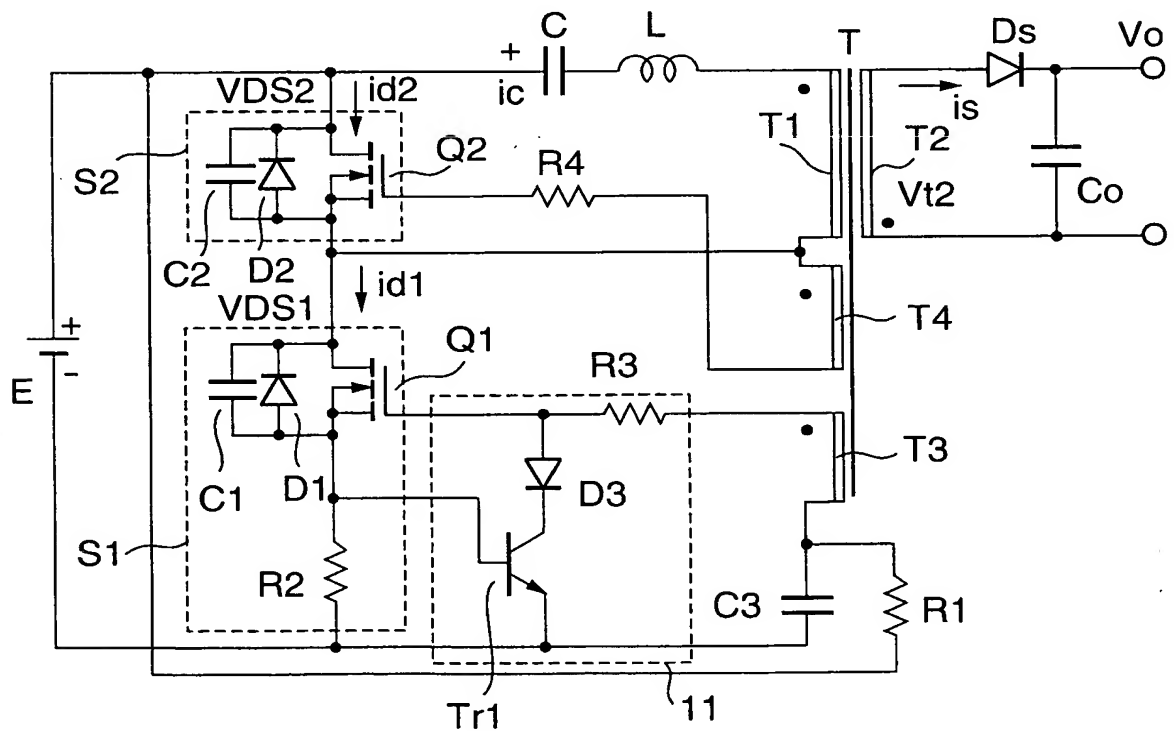 C L T Ds Vo
+
ic
VDS2 id2
is
S2 Q2 R4 T1 T2
Vt2 Co
C2 D2
VDS1 id1
T4
+
-
E
Q1 R3
T3
C1 D1 D3
S1
R2 C3 R1
Tr1 11